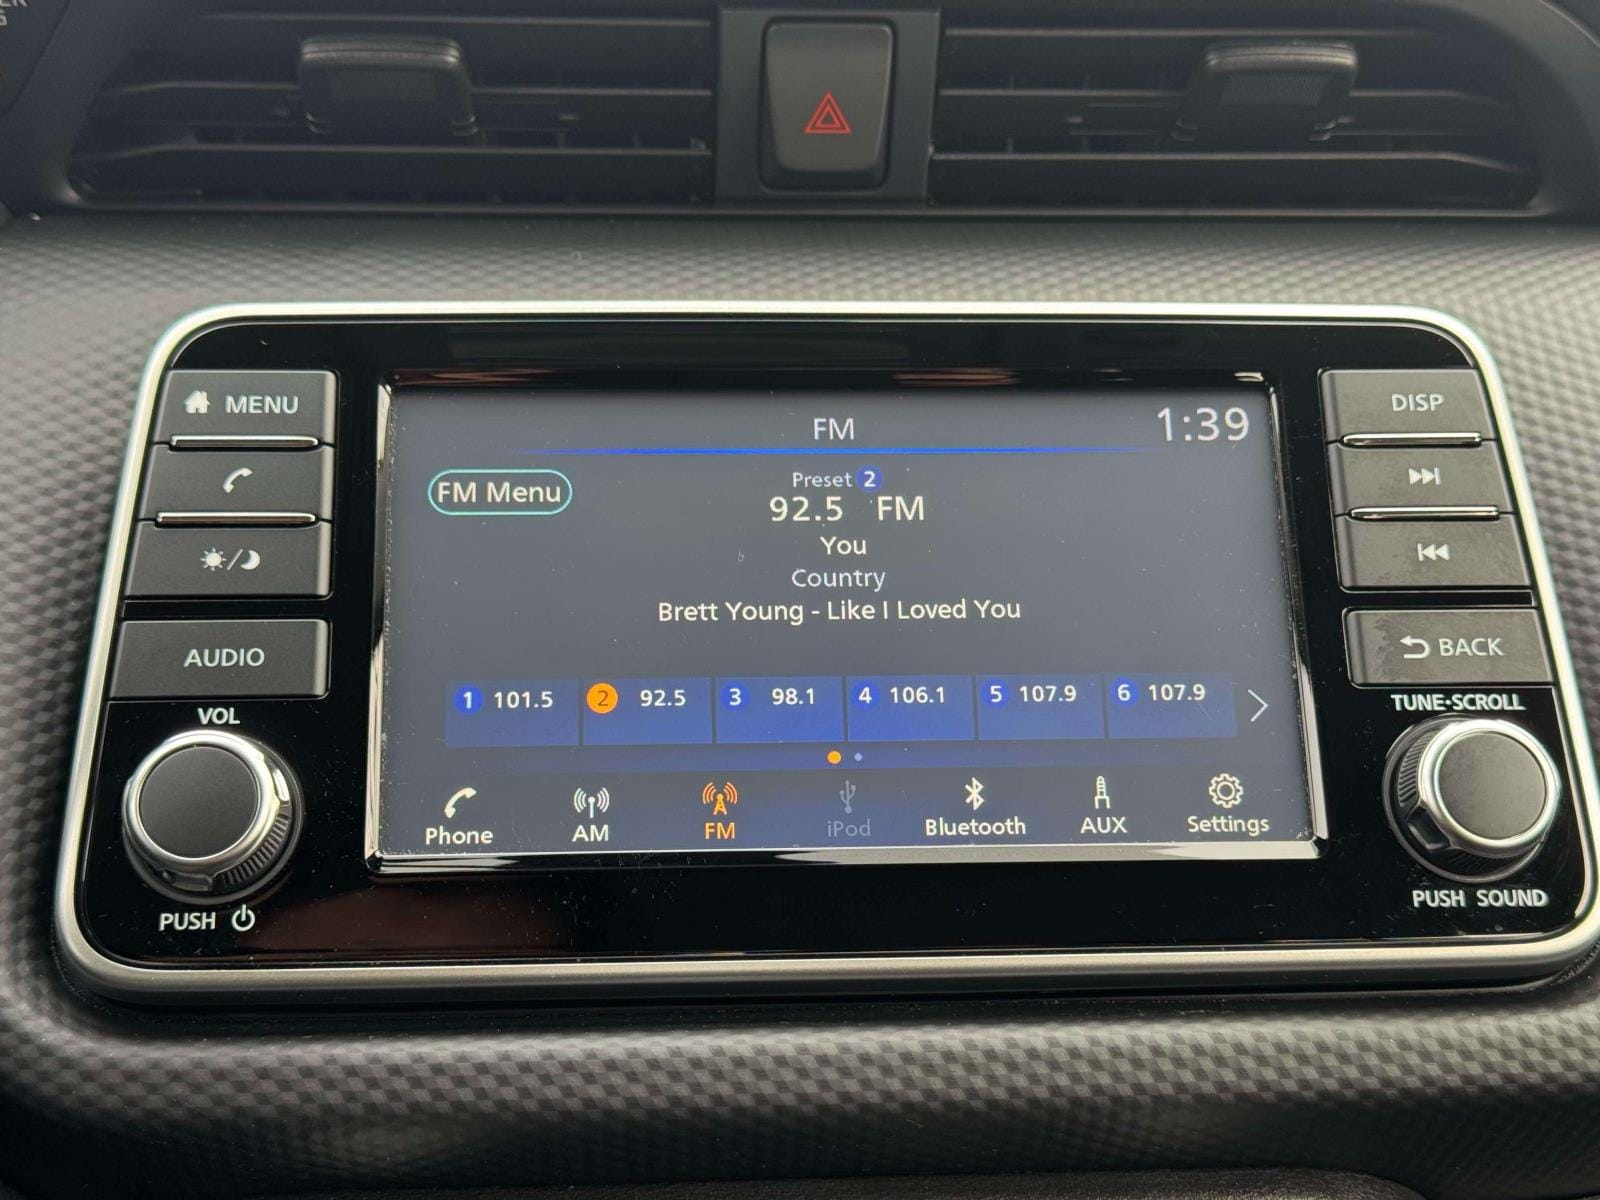 MENU
DISP
FM
1:39
FM Menu
Preset 2
92.5 FM
You
Country
Brett Young - Like I Loved You
AUDIO
BACK
1 101.5
2 92.5
3 98.1
4 106.1
5 107.9
6 107.9
VOL
TUNE·SCROLL
Phone
AM
FM
iPod
Bluetooth
AUX
Settings
PUSH
PUSH SOUND